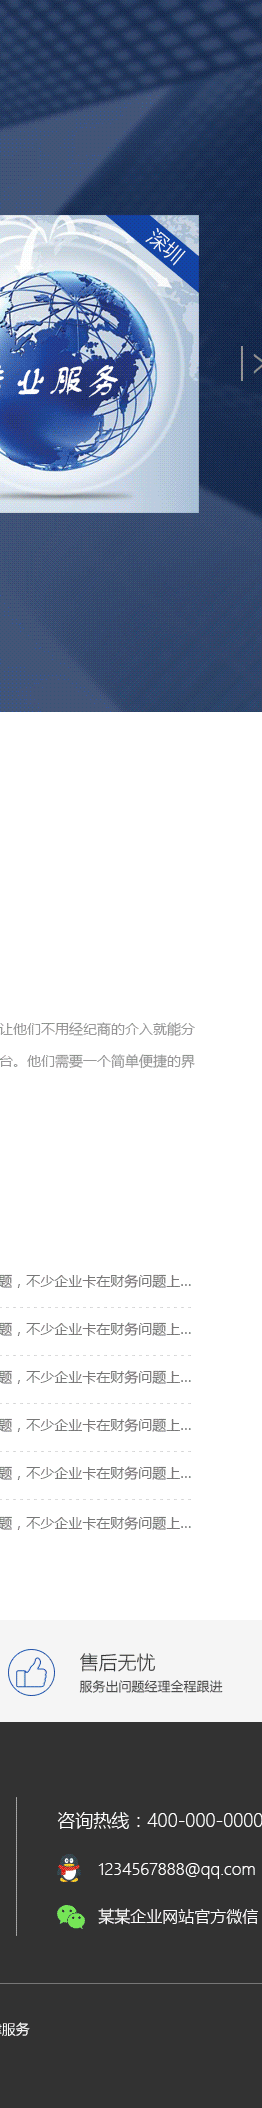 深圳
业服务
让他们不用经纪商的介入就能分
台。他们需要一个简单便捷的界
题，不少企业卡在财务问题上...
题，不少企业卡在财务问题上...
题，不少企业卡在财务问题上...
题，不少企业卡在财务问题上...
题，不少企业卡在财务问题上...
题，不少企业卡在财务问题上...
售后无忧
服务出问题经理全程跟进
咨询热线：400-000-0000
1234567888@qq.com
某某企业网站官方微信
服务